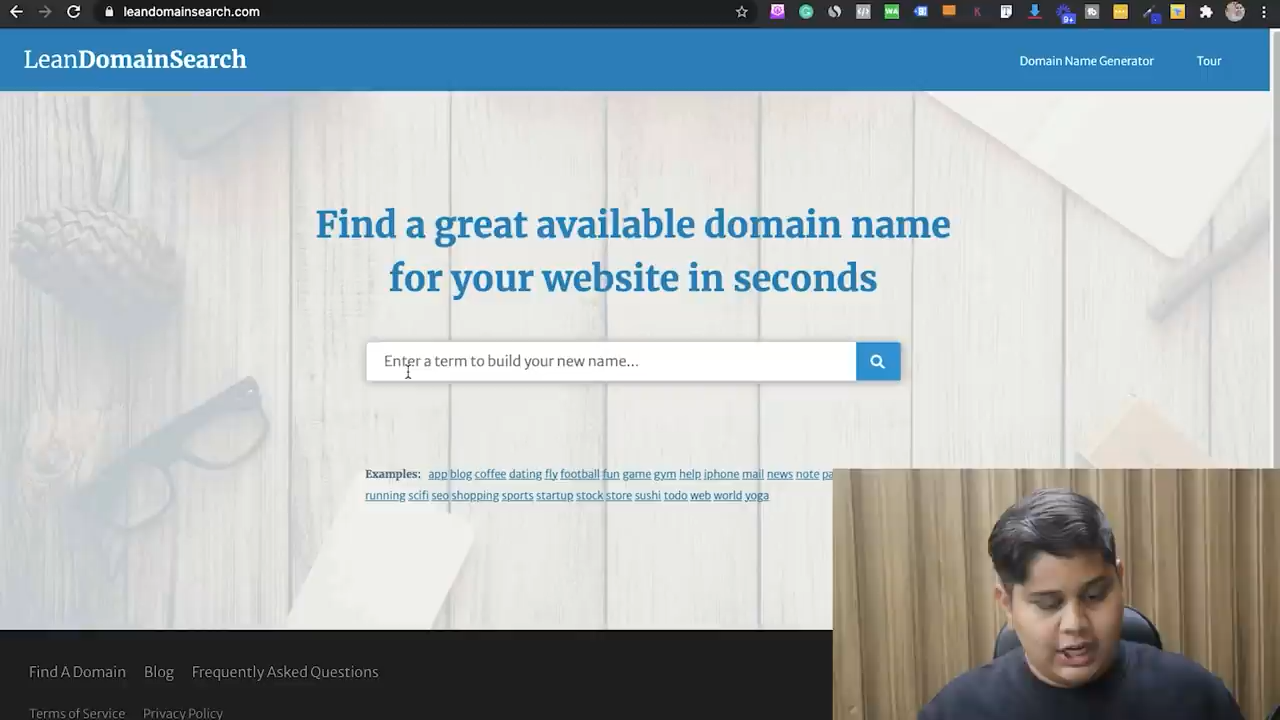 leandomainsearch.com
9+
LeanDomainSearch
Domain Name Generator Tour
Find a great available domain name
for your website in seconds
Enter a term to build your new name...
Examples: app blog coffee dating fly football fun game gym help iphone mail news note pa
running scifi seo shopping sports startup stock store sushi todo web world yoga
Find A Domain Blog Frequently Asked Questions
Terms of Service Privacy Policy